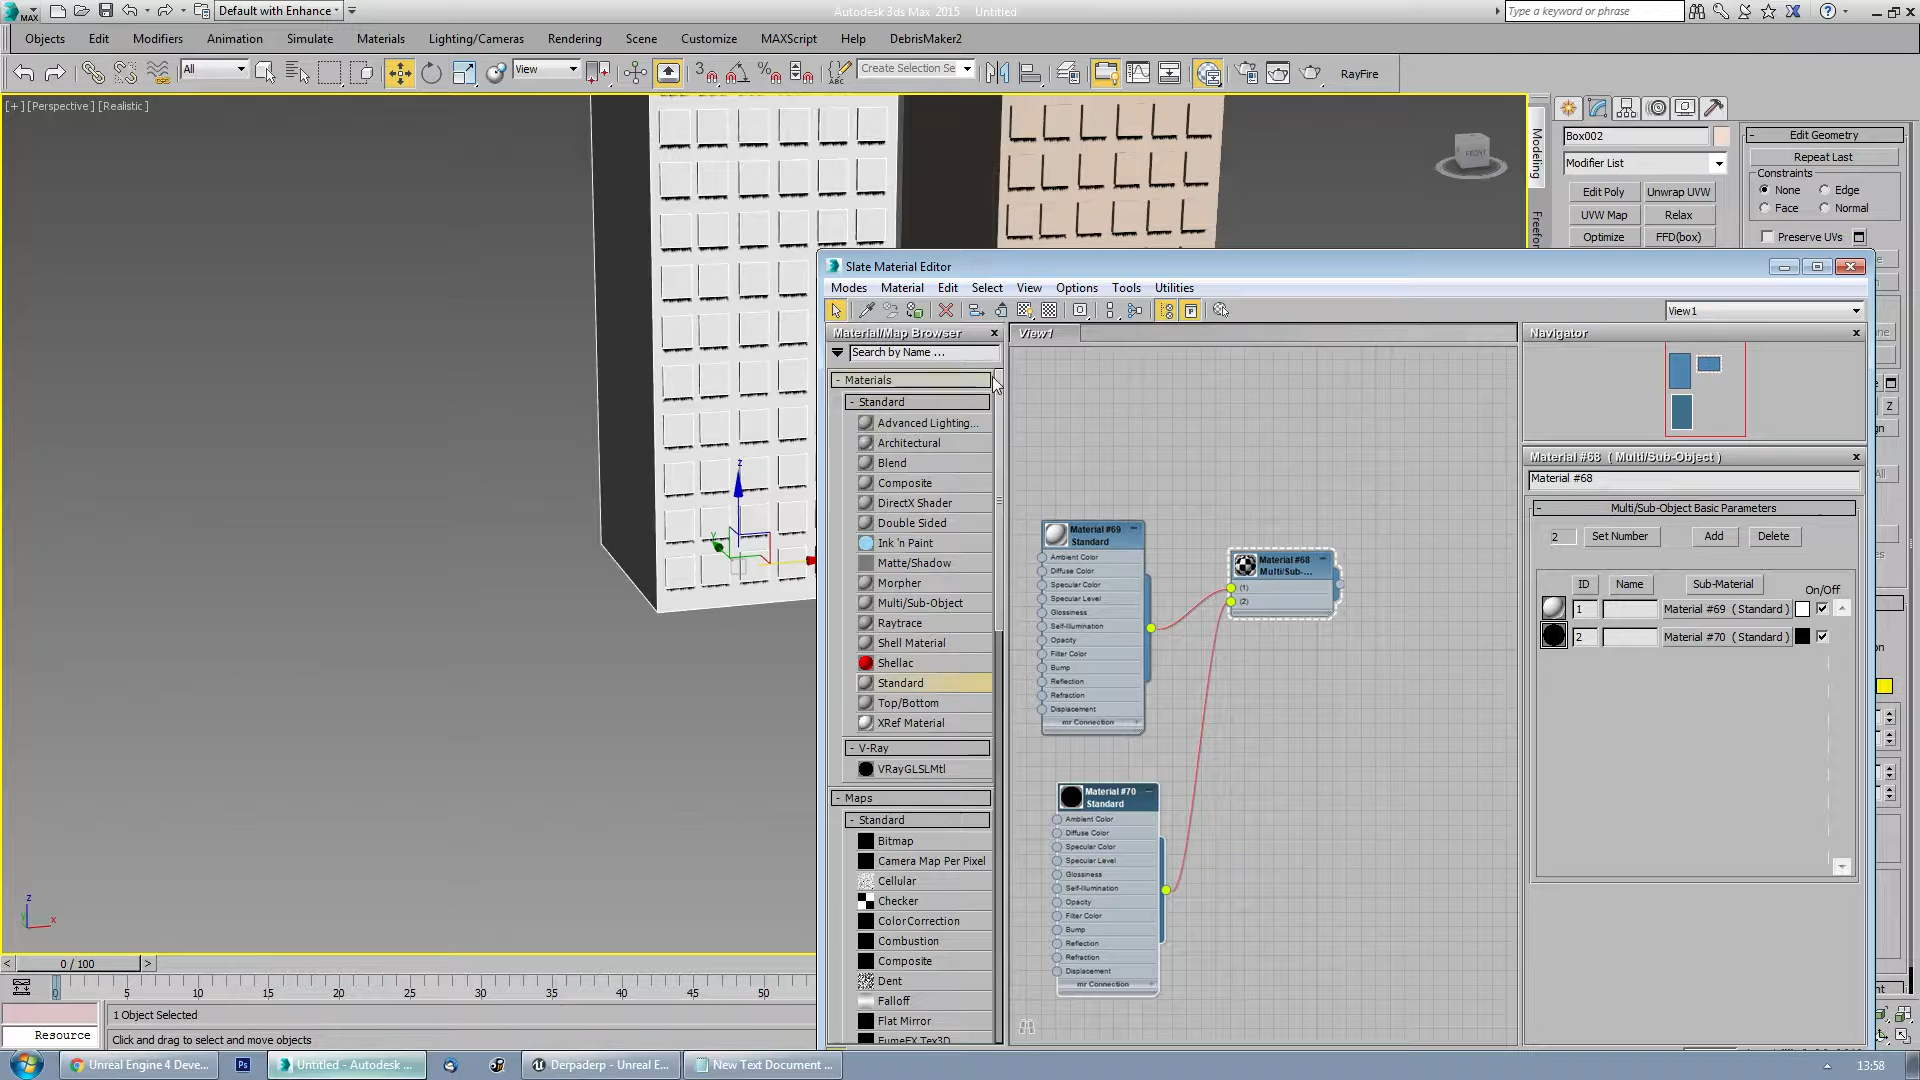 MAX
Default with Enhance
Autodesk 3ds Max 2015 Untitled
Type a keyword or phrase
Objects Edit Modifiers Animation Simulate Materials Lighting/Cameras Rendering Scene Customize MAXScript Help DebrisMaker2
All View 3 ABC Create Selection Se RayFire
[+] [Perspective] [Realistic]
FRONT
Modeling
Freeform
Box002
Modifier List
Edit Poly Unwrap UVW
UVW Map Relax
Optimize FFD(box)
- Edit Geometry
Repeat Last
Constraints
None Edge
Face Normal
Preserve UVs
Slate Material Editor
Modes Material Edit Select View Options Tools Utilities
View1
Material/Map Browser
Search by Name ...
- Materials
- Standard
Advanced Lighting...
Architectural
Blend
Composite
DirectX Shader
Double Sided
Ink 'n Paint
Matte/Shadow
Morpher
Multi/Sub-Object
Raytrace
Shell Material
Shellac
Standard
Top/Bottom
XRef Material
- V-Ray
VRayGLSLMtl
- Maps
- Standard
Bitmap
Camera Map Per Pixel
Cellular
Checker
ColorCorrection
Combustion
Composite
Dent
Falloff
Flat Mirror
FumeFX Tex3D
View1
Material #69
Standard
Ambient Color
Diffuse Color
Specular Color
Specular Level
Glossiness
Self-Illumination
Opacity
Filter Color
Bump
Reflection
Refraction
Displacement
mr Connection
Material #68
Multi/Sub-...
(1)
(2)
Material #70
Standard
Ambient Color
Diffuse Color
Specular Color
Specular Level
Glossiness
Self-Illumination
Opacity
Filter Color
Bump
Reflection
Refraction
Displacement
mr Connection
Navigator
Material #68 ( Multi/Sub-Object )
Material #68
- Multi/Sub-Object Basic Parameters
2 Set Number Add Delete
ID Name Sub-Material On/Off
1 Material #69 ( Standard )
2 Material #70 ( Standard )
Z
z
y
z
y x
< 0 / 100 >
0 5 10 15 20 25 30 35 40 45 50
1 Object Selected
Resource
Click and drag to select and move objects
Unreal Engine 4 Deve...
Ps
Untitled - Autodesk ...
Derpaderp - Unreal E...
New Text Document ...
13:58